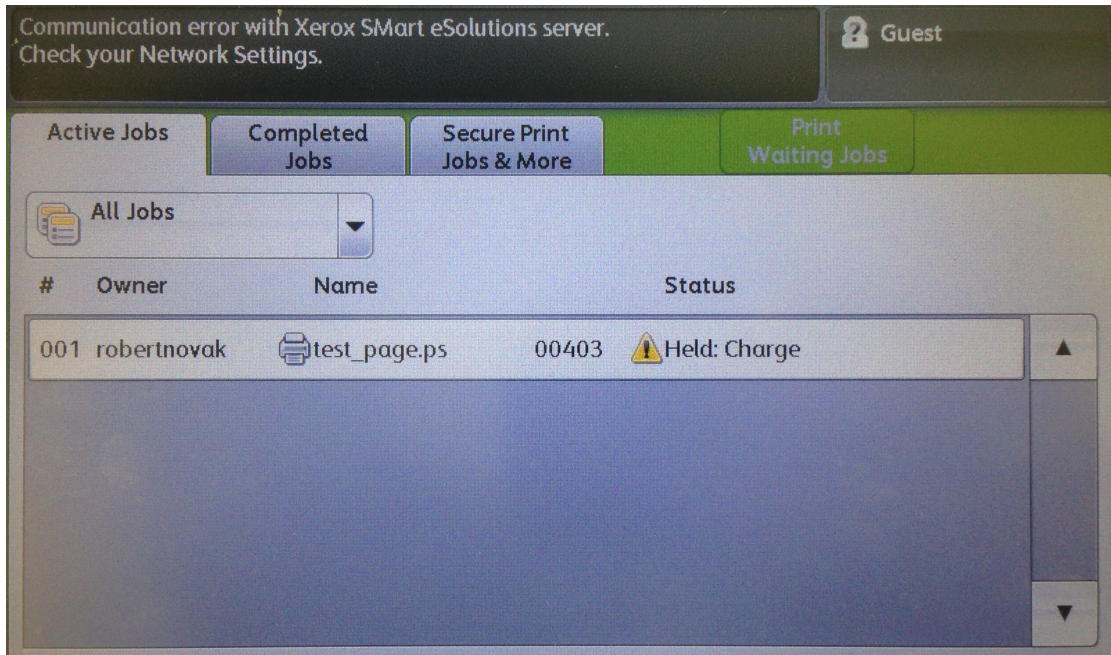 Communication error with Xerox SMart eSolutions server.
Check your Network Settings.
Guest
Active Jobs
Completed
Jobs
Secure Print
Jobs & More
Print
Waiting Jobs
All Jobs
# Owner Name Status
001 robertnovak test_page.ps 00403 Held: Charge